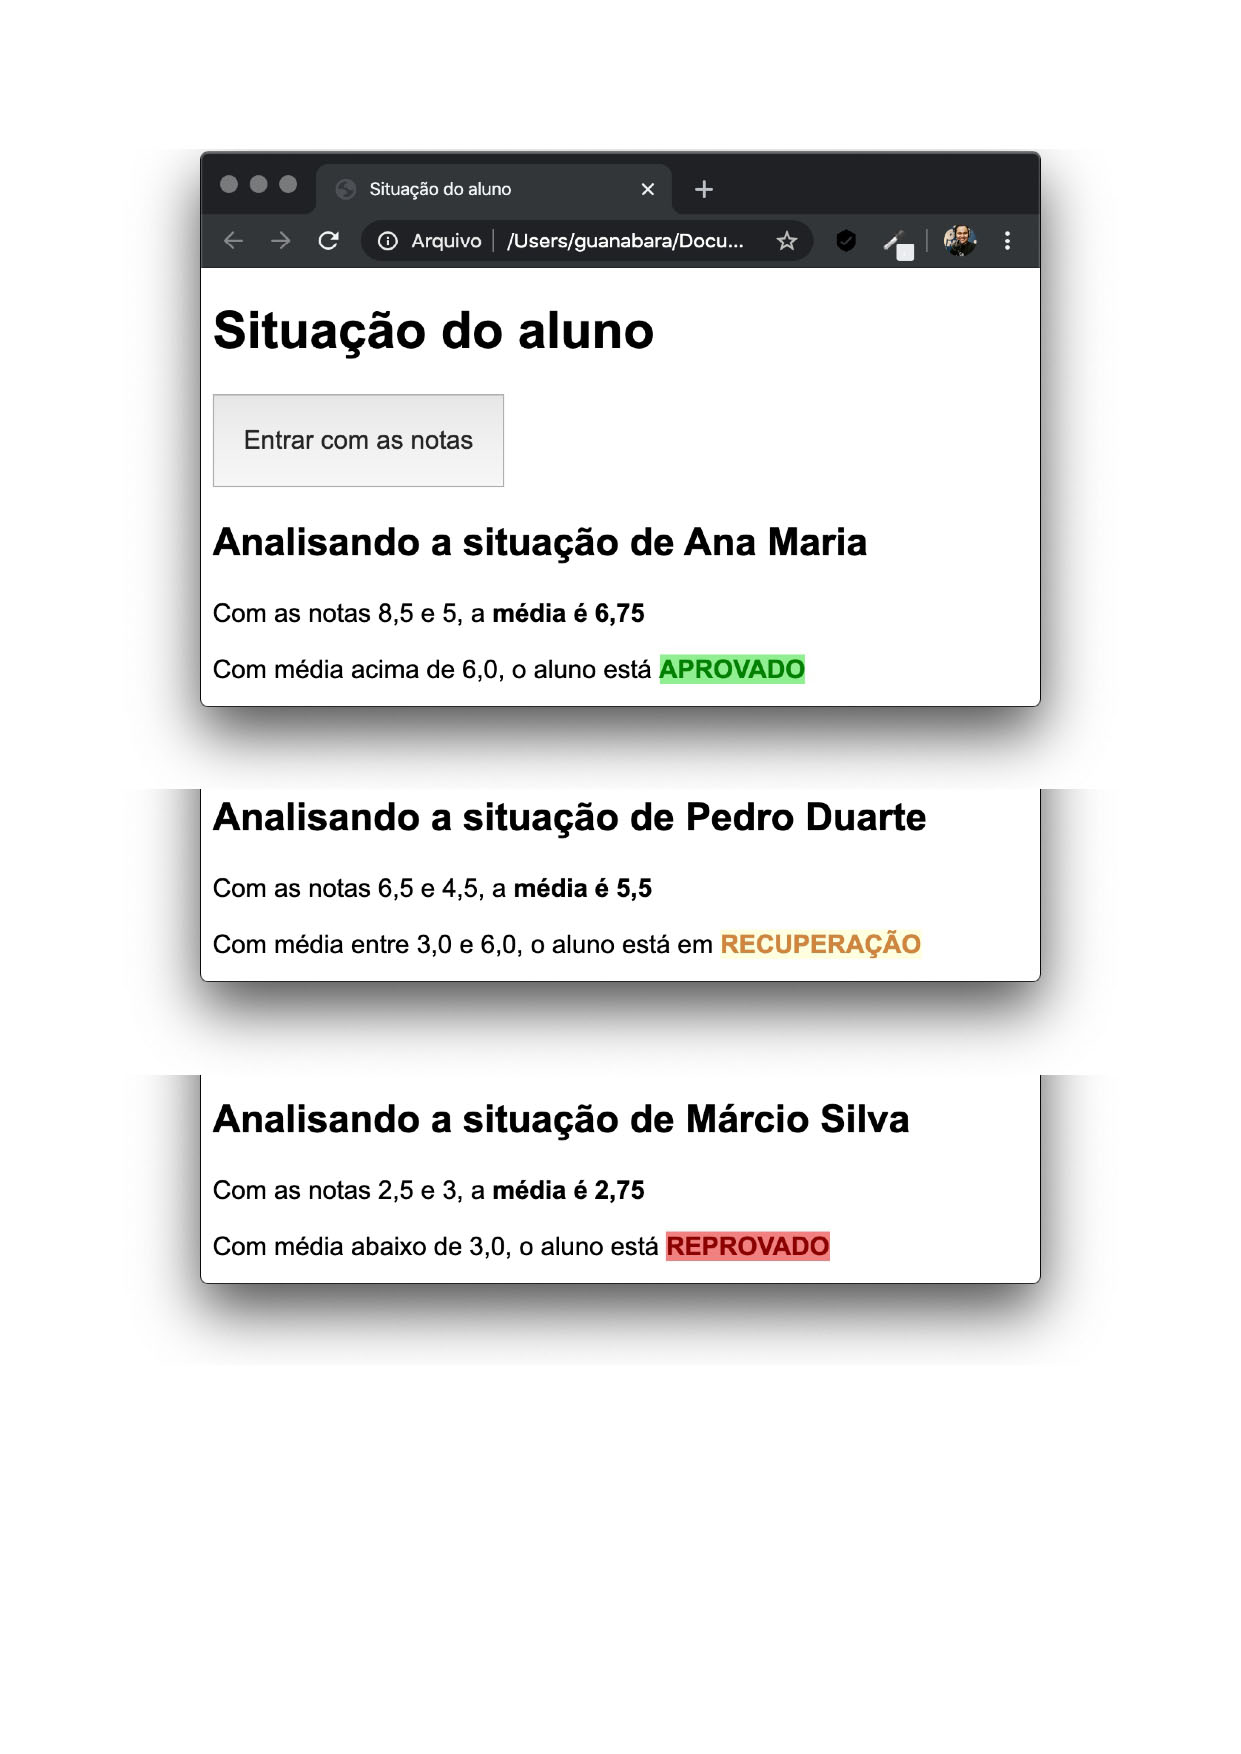 Situação do aluno
Arquivo /Users/guanabara/Docu...
Situação do aluno
Entrar com as notas
Analisando a situação de Ana Maria
Com as notas 8,5 e 5, a média é 6,75
Com média acima de 6,0, o aluno está APROVADO
Analisando a situação de Pedro Duarte
Com as notas 6,5 e 4,5, a média é 5,5
Com média entre 3,0 e 6,0, o aluno está em RECUPERAÇÃO
Analisando a situação de Márcio Silva
Com as notas 2,5 e 3, a média é 2,75
Com média abaixo de 3,0, o aluno está REPROVADO